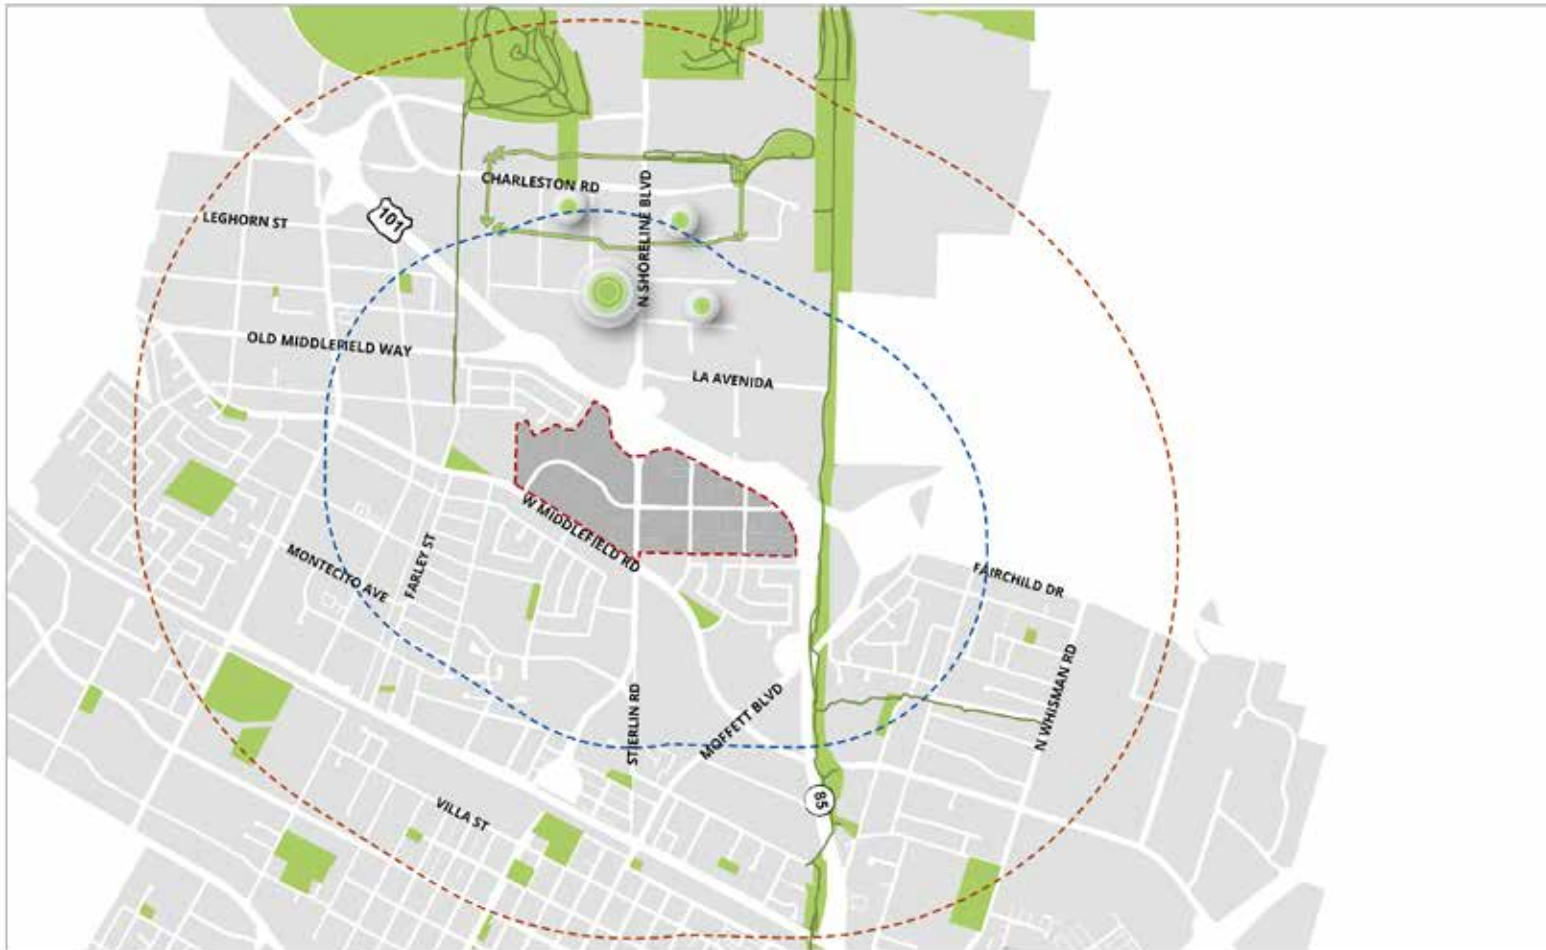 CHARLESTON RD
N SHORELINE BLVD
LEGHORN ST
101
OLD MIDDLEFIELD WAY
LA AVENIDA
W MIDDLEFIELD RD
FARLEY ST
MONTECITO AVE
FAIRCHILD DR
N WHISMAN RD
STIERLIN RD
MOFFETT BLVD
85
VILLA ST